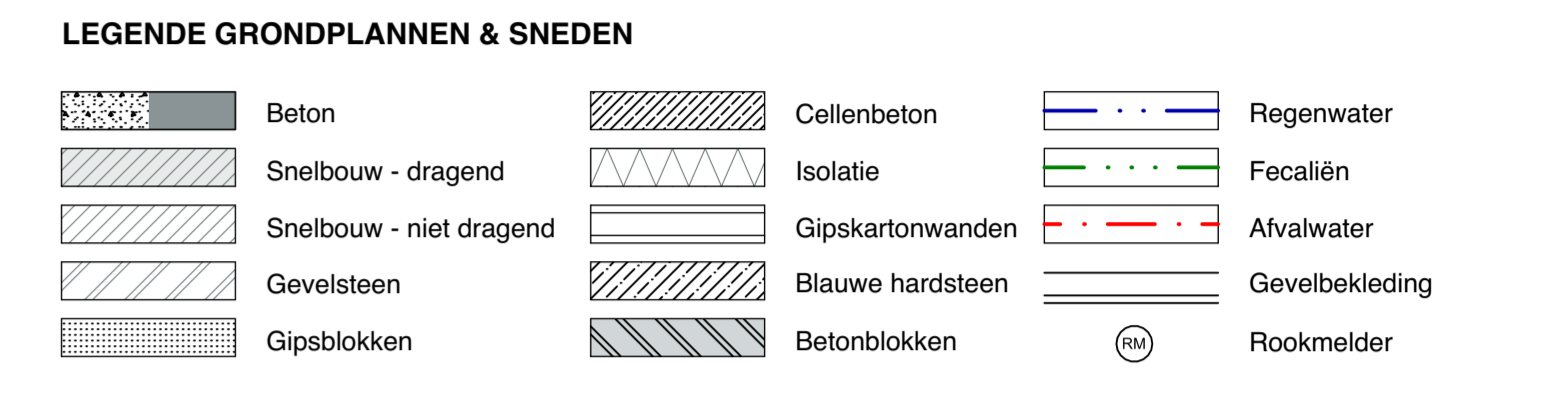 LEGENDE GRONDPLANNEN & SNEDEN
Beton
Snelbouw - dragend
Snelbouw - niet dragend
Gevelsteen
Gipsblokken
Cellenbeton
Isolatie
Gipskartonwanden
Blauwe hardsteen
Betonblokken
Regenwater
Fecaliën
Afvalwater
Gevelbekleding
RM Rookmelder